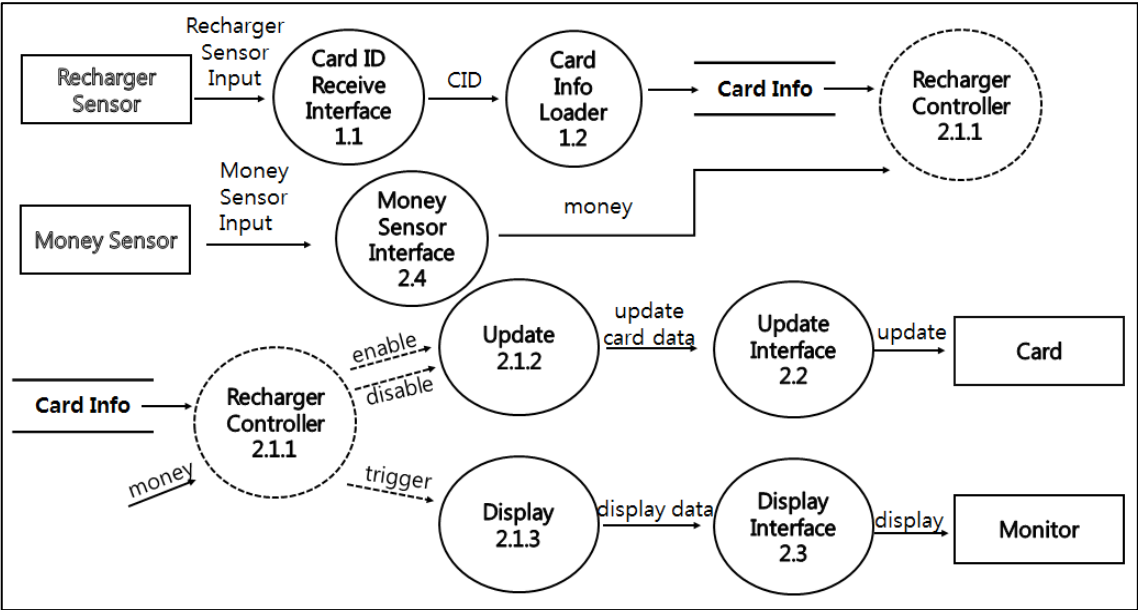 Recharger
Sensor
Recharger
Sensor
Input
Card ID
Receive
Interface
1.1
CID
Card
Info
Loader
1.2
Card Info
Recharger
Controller
2.1.1
Money Sensor
Money
Sensor
Input
Money
Sensor
Interface
2.4
money
Card Info
money
Recharger
Controller
2.1.1
enable
disable
trigger
Update
2.1.2
update
card data
Update
Interface
2.2
update
Card
Display
2.1.3
display data
Display
Interface
2.3
display
Monitor